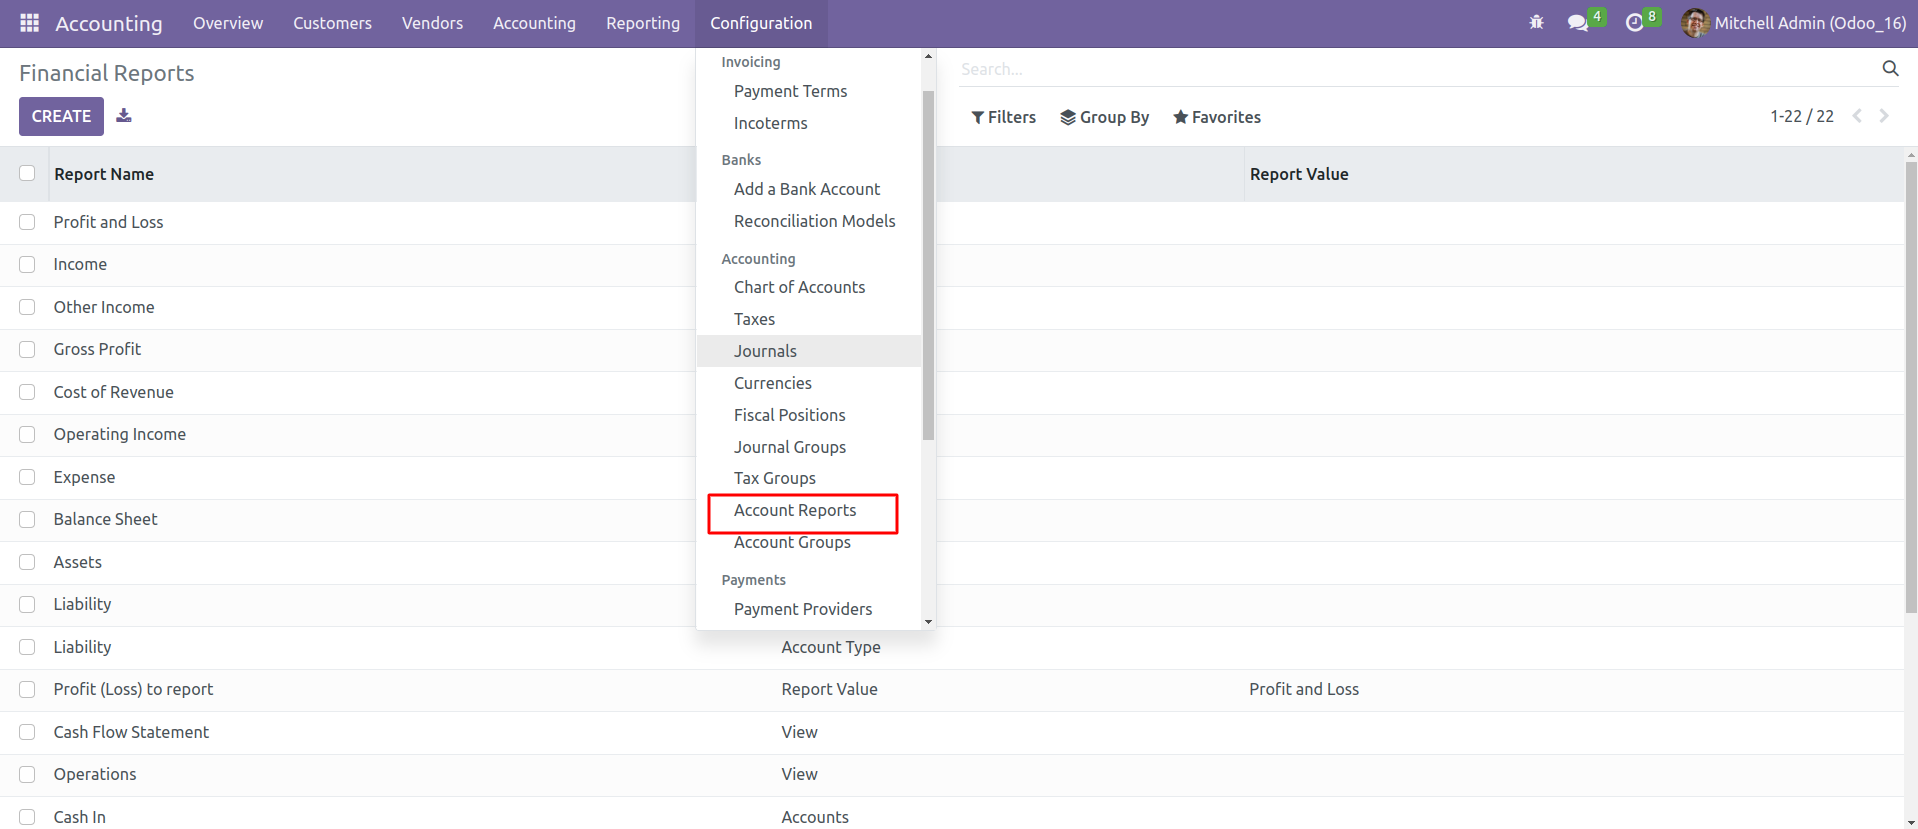 Accounting Overview Customers Vendors Accounting Reporting Configuration 4 8 Mitchell Admin (Odoo_16)
Financial Reports
Search...
CREATE
Filters Group By Favorites 1-22 / 22
Invoicing
Payment Terms
Incoterms
Banks
Add a Bank Account
Reconciliation Models
Accounting
Chart of Accounts
Taxes
Journals
Currencies
Fiscal Positions
Journal Groups
Tax Groups
Account Reports
Account Groups
Payments
Payment Providers
Report Name Report Value
Profit and Loss
Income
Other Income
Gross Profit
Cost of Revenue
Operating Income
Expense
Balance Sheet
Assets
Liability
Liability Account Type
Profit (Loss) to report Report Value Profit and Loss
Cash Flow Statement View
Operations View
Cash In Accounts